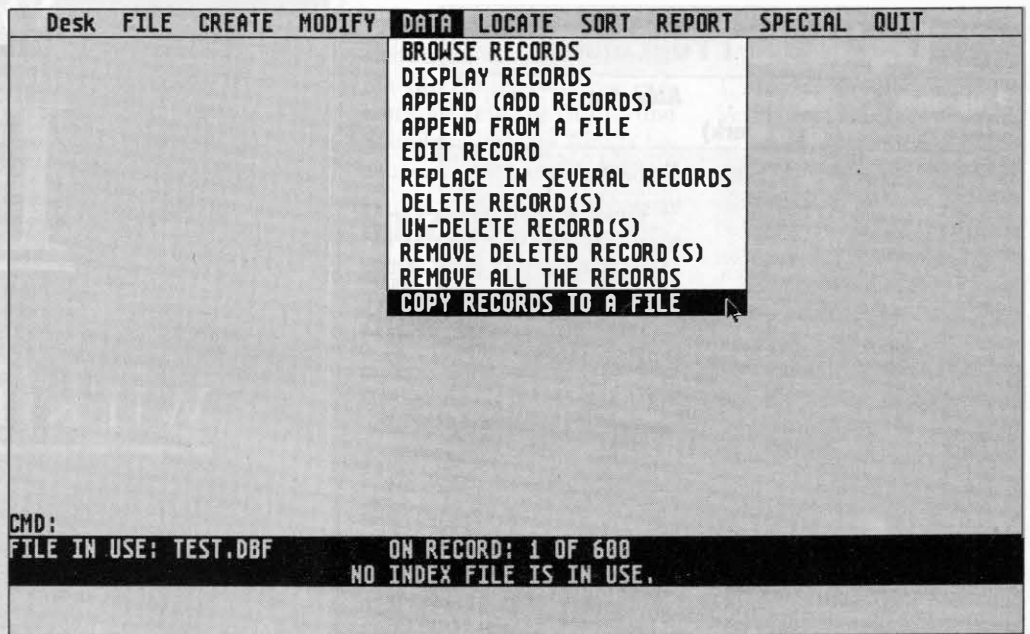 Desk FILE CREATE MODIFY DATA LOCATE SORT REPORT SPECIAL QUIT
BROWSE RECORDS
DISPLAY RECORDS
APPEND (ADD RECORDS)
APPEND FROM A FILE
EDIT RECORD
REPLACE IN SEVERAL RECORDS
DELETE RECORD(S)
UN-DELETE RECORD(S)
REMOVE DELETED RECORD(S)
REMOVE ALL THE RECORDS
COPY RECORDS TO A FILE
CMD:
FILE IN USE: TEST.DBF ON RECORD: 1 OF 600
NO INDEX FILE IS IN USE.